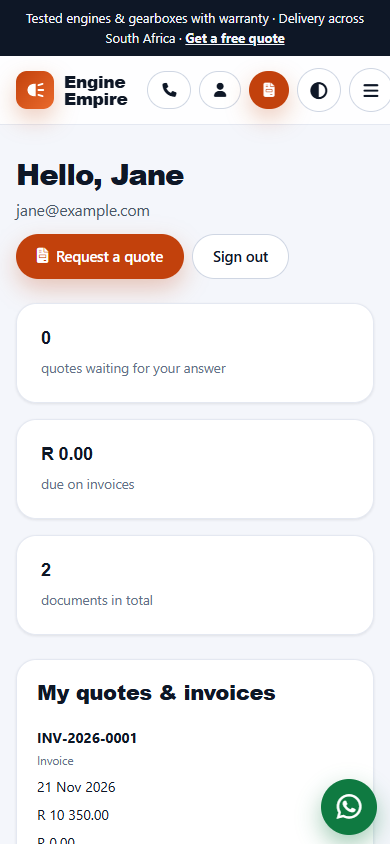 Tested engines & gearboxes with warranty · Delivery across
South Africa · Get a free quote
Engine
Empire
Hello, Jane
jane@example.com
Request a quote
Sign out
0
quotes waiting for your answer
R 0.00
due on invoices
2
documents in total
My quotes & invoices
INV-2026-0001
Invoice
21 Nov 2026
R 10 350.00
R 0.00